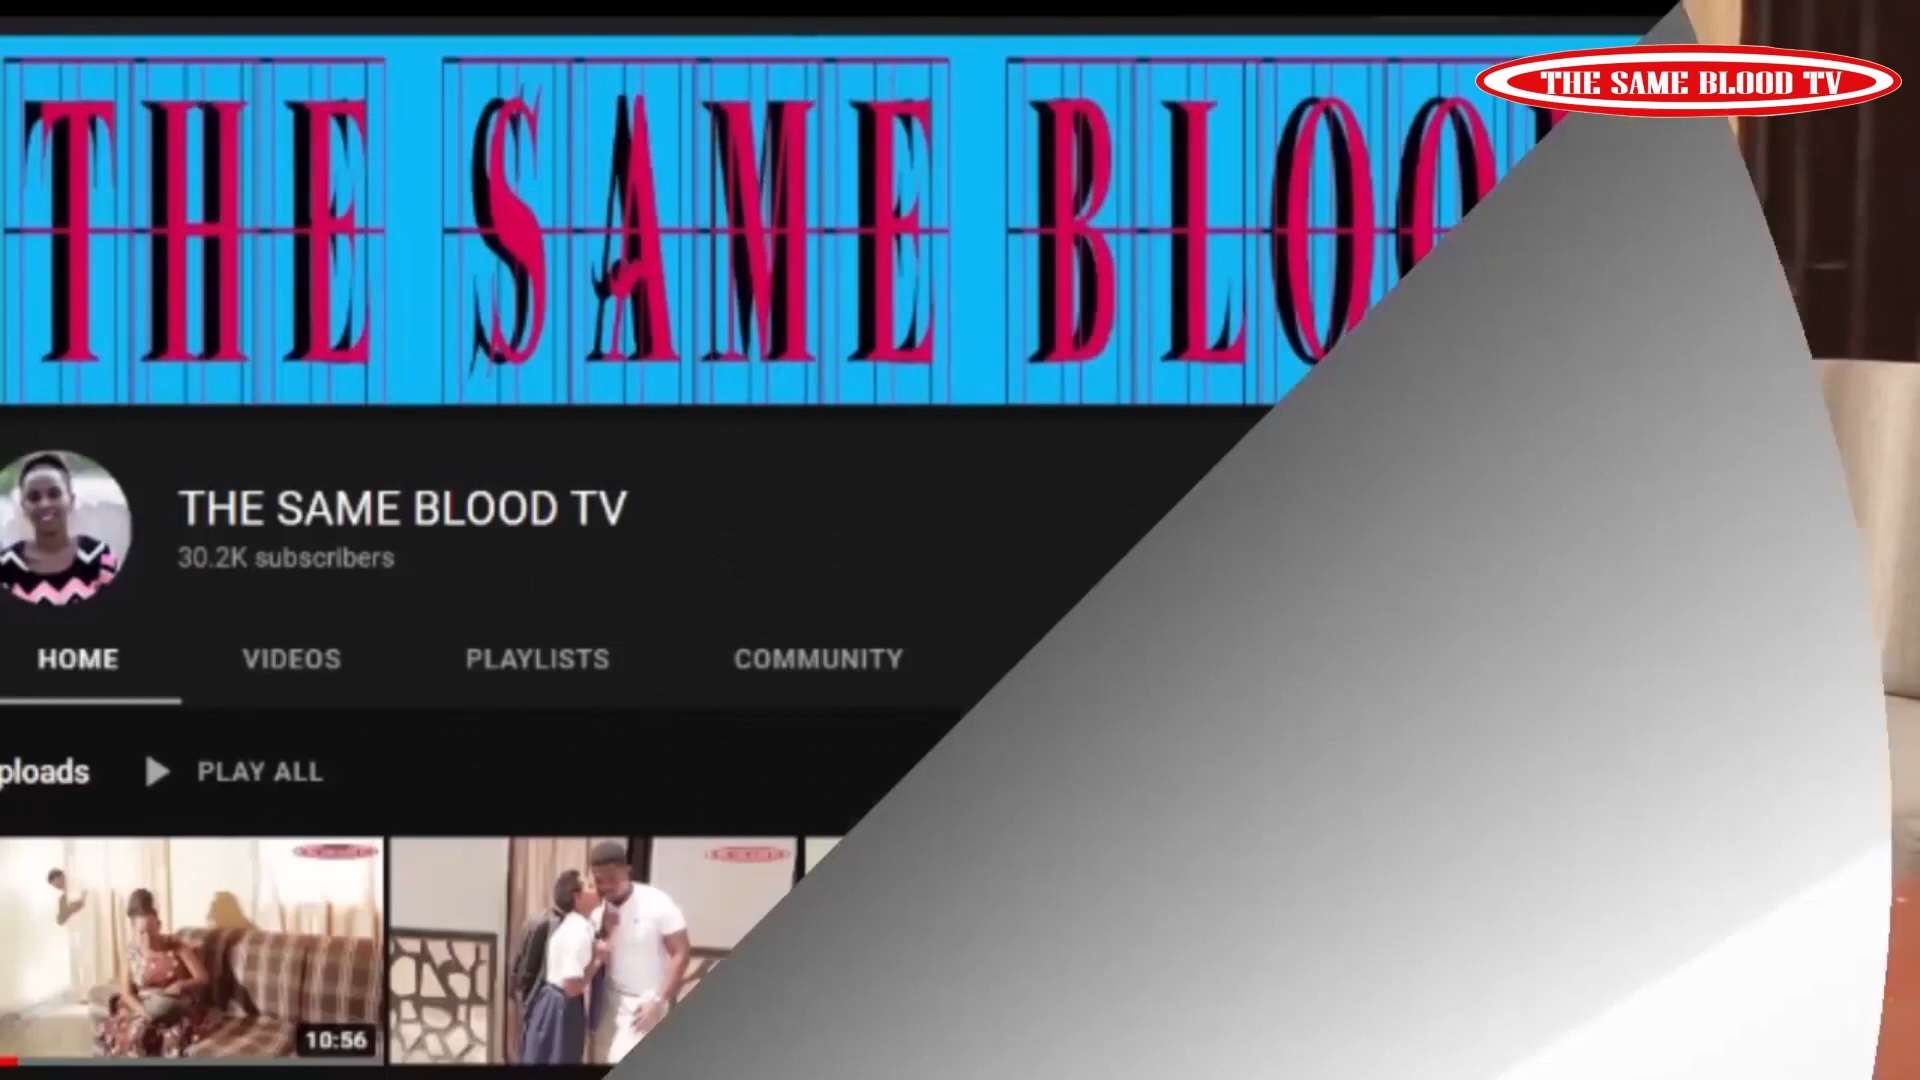 THE SAME BLOO
THE SAME BLOOD TV
THE SAME BLOOD TV
30.2K subscribers
HOME VIDEOS PLAYLISTS COMMUNITY
ploads PLAY ALL
10:56